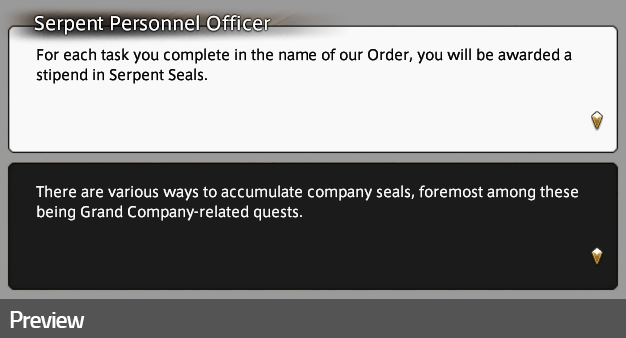 Serpent Personnel Officer
For each task you complete in the name of our Order, you will be awarded a
stipend in Serpent Seals.
There are various ways to accumulate company seals, foremost among these
being Grand Company-related quests.
Preview